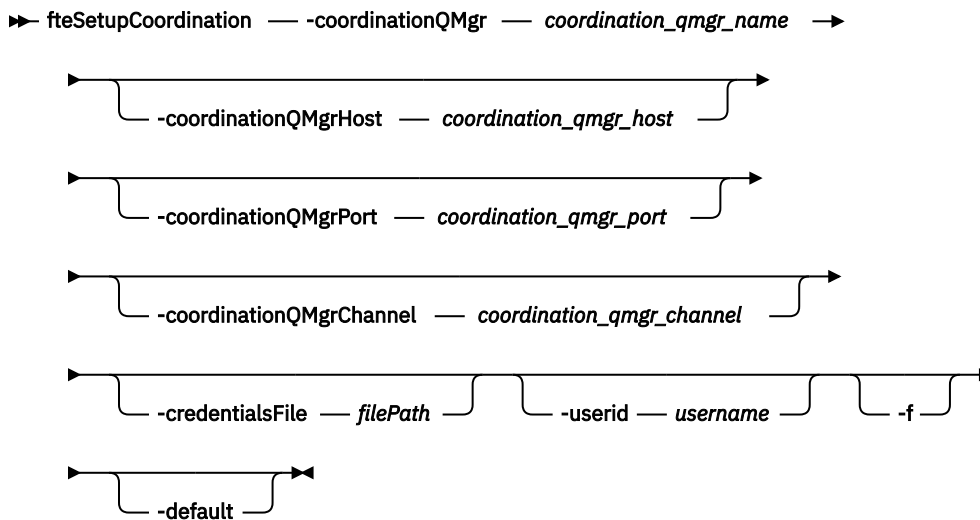 fteSetupCoordination -coordinationQMgr coordination_qmgr_name
-coordinationQMgrHost coordination_qmgr_host
-coordinationQMgrPort coordination_qmgr_port
-coordinationQMgrChannel coordination_qmgr_channel
-credentialsFile filePath -userid username -f
-default